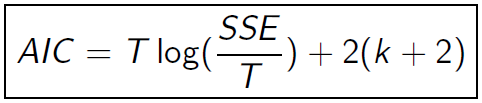 AIC = T log(SSE/T) + 2(k + 2)